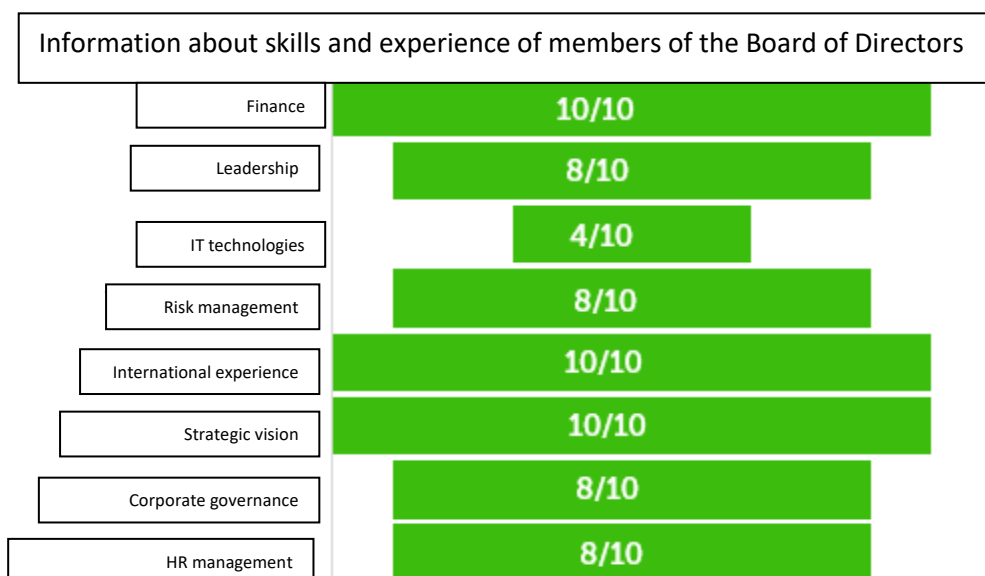 Information about skills and experience of members of the Board of Directors
Finance 10/10
Leadership 8/10
IT technologies 4/10
Risk management 8/10
International experience 10/10
Strategic vision 10/10
Corporate governance 8/10
HR management 8/10